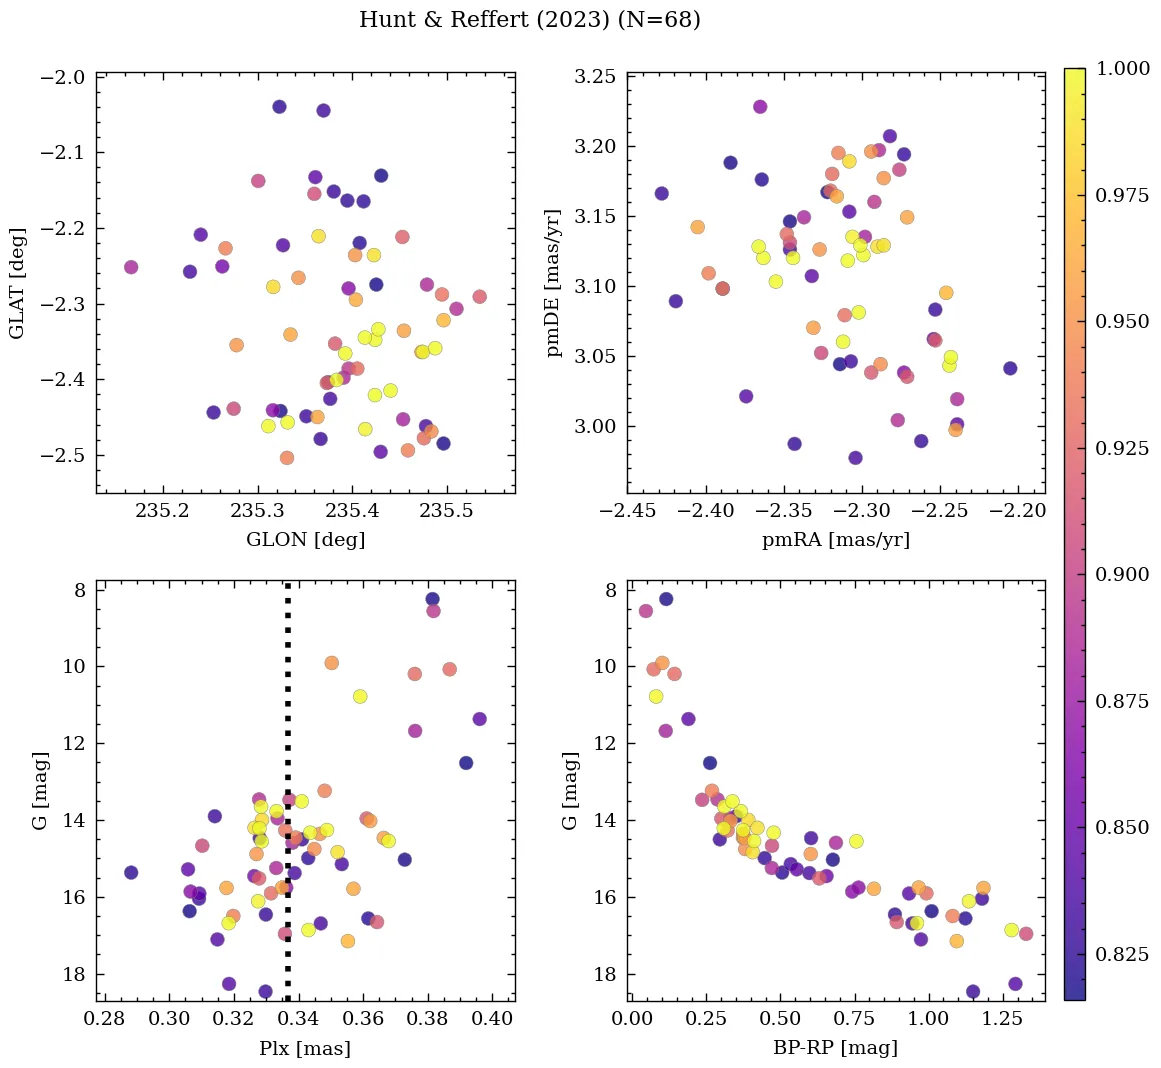 Hunt & Reffert (2023) (N=68)
−2.0
−2.1
−2.2
−2.3
−2.4
−2.5
GLAT [deg]
235.2 235.3 235.4 235.5
GLON [deg]
3.25
3.20
3.15
3.10
3.05
3.00
pmDE [mas/yr]
−2.45 −2.40 −2.35 −2.30 −2.25 −2.20
pmRA [mas/yr]
1.000
0.975
0.950
0.925
0.900
0.875
0.850
0.825
8
10
12
14
16
18
G [mag]
0.28 0.30 0.32 0.34 0.36 0.38 0.40
Plx [mas]
8
10
12
14
16
18
G [mag]
0.00 0.25 0.50 0.75 1.00 1.25
BP-RP [mag]